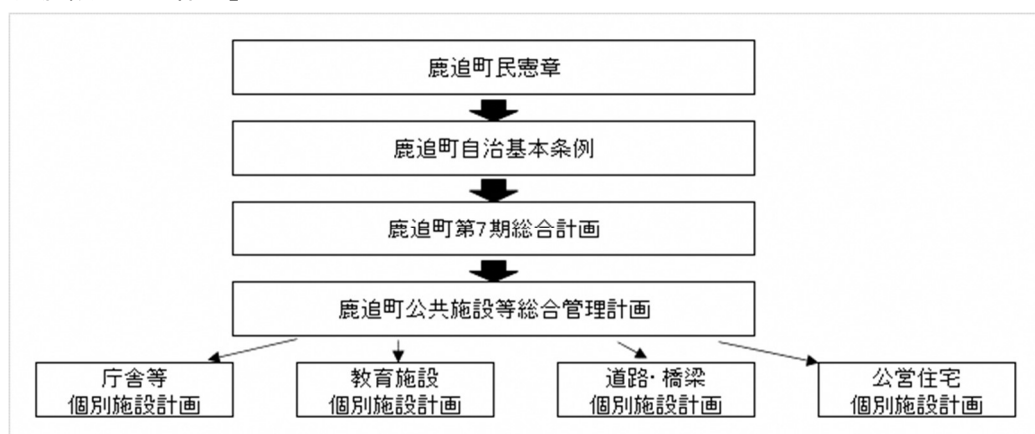 鹿追町民憲章
鹿追町自治基本条例
鹿追町第7期総合計画
鹿追町公共施設等総合管理計画
庁舎等
個別施設計画
教育施設
個別施設計画
道路・橋梁
個別施設計画
公営住宅
個別施設計画